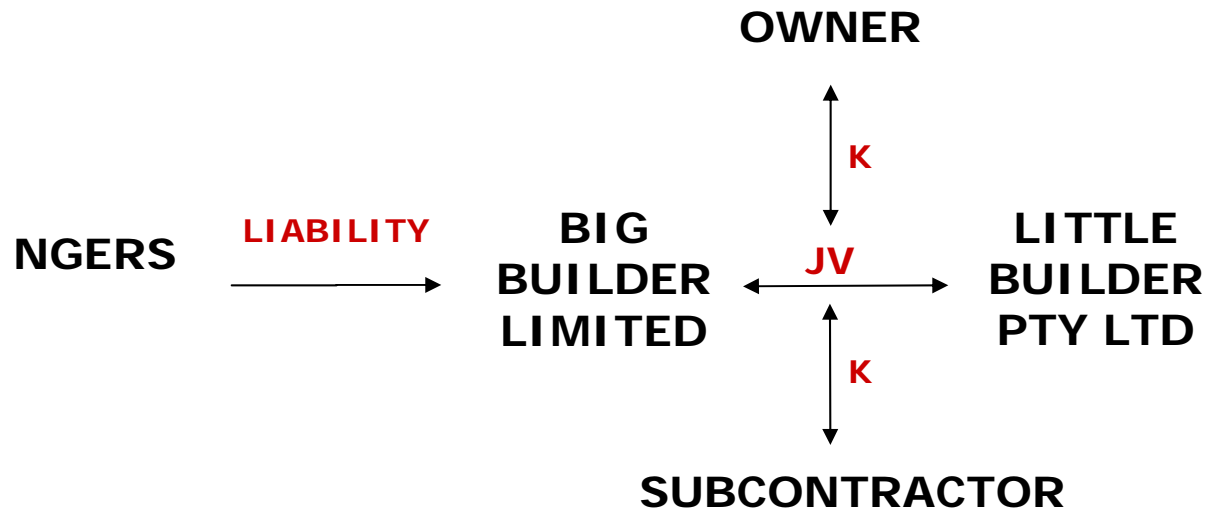 OWNER
K
NGERS
LIABILITY
BIG
BUILDER
LIMITED
JV
LITTLE
BUILDER
PTY LTD
K
SUBCONTRACTOR